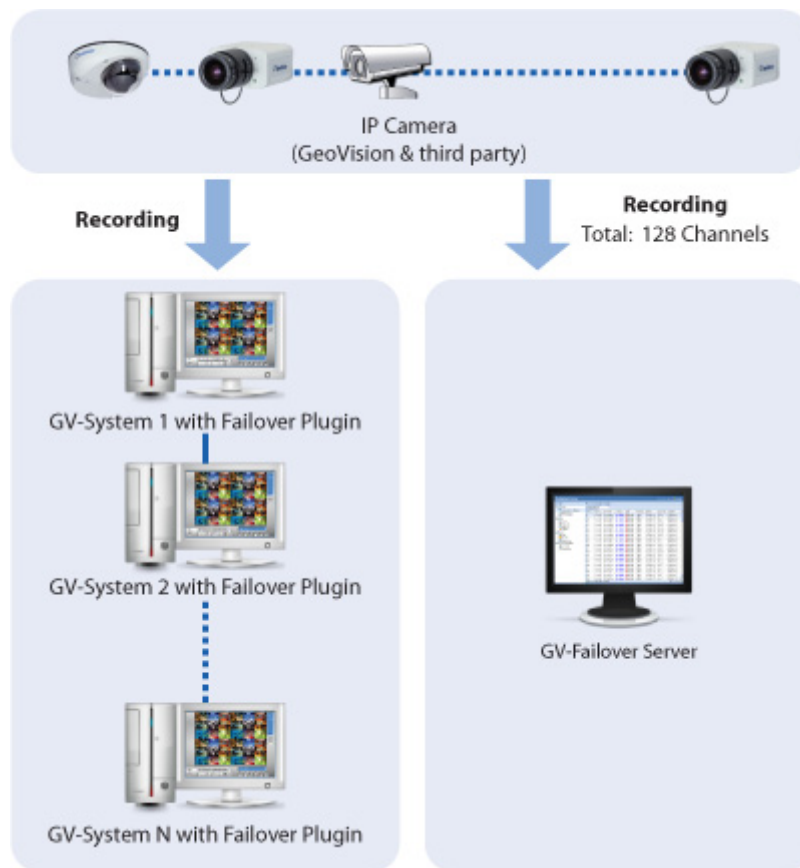 IP Camera
(GeoVision & third party)
Recording
Recording
Total: 128 Channels
GV-System 1 with Failover Plugin
GV-System 2 with Failover Plugin
GV-System N with Failover Plugin
GV-Failover Server